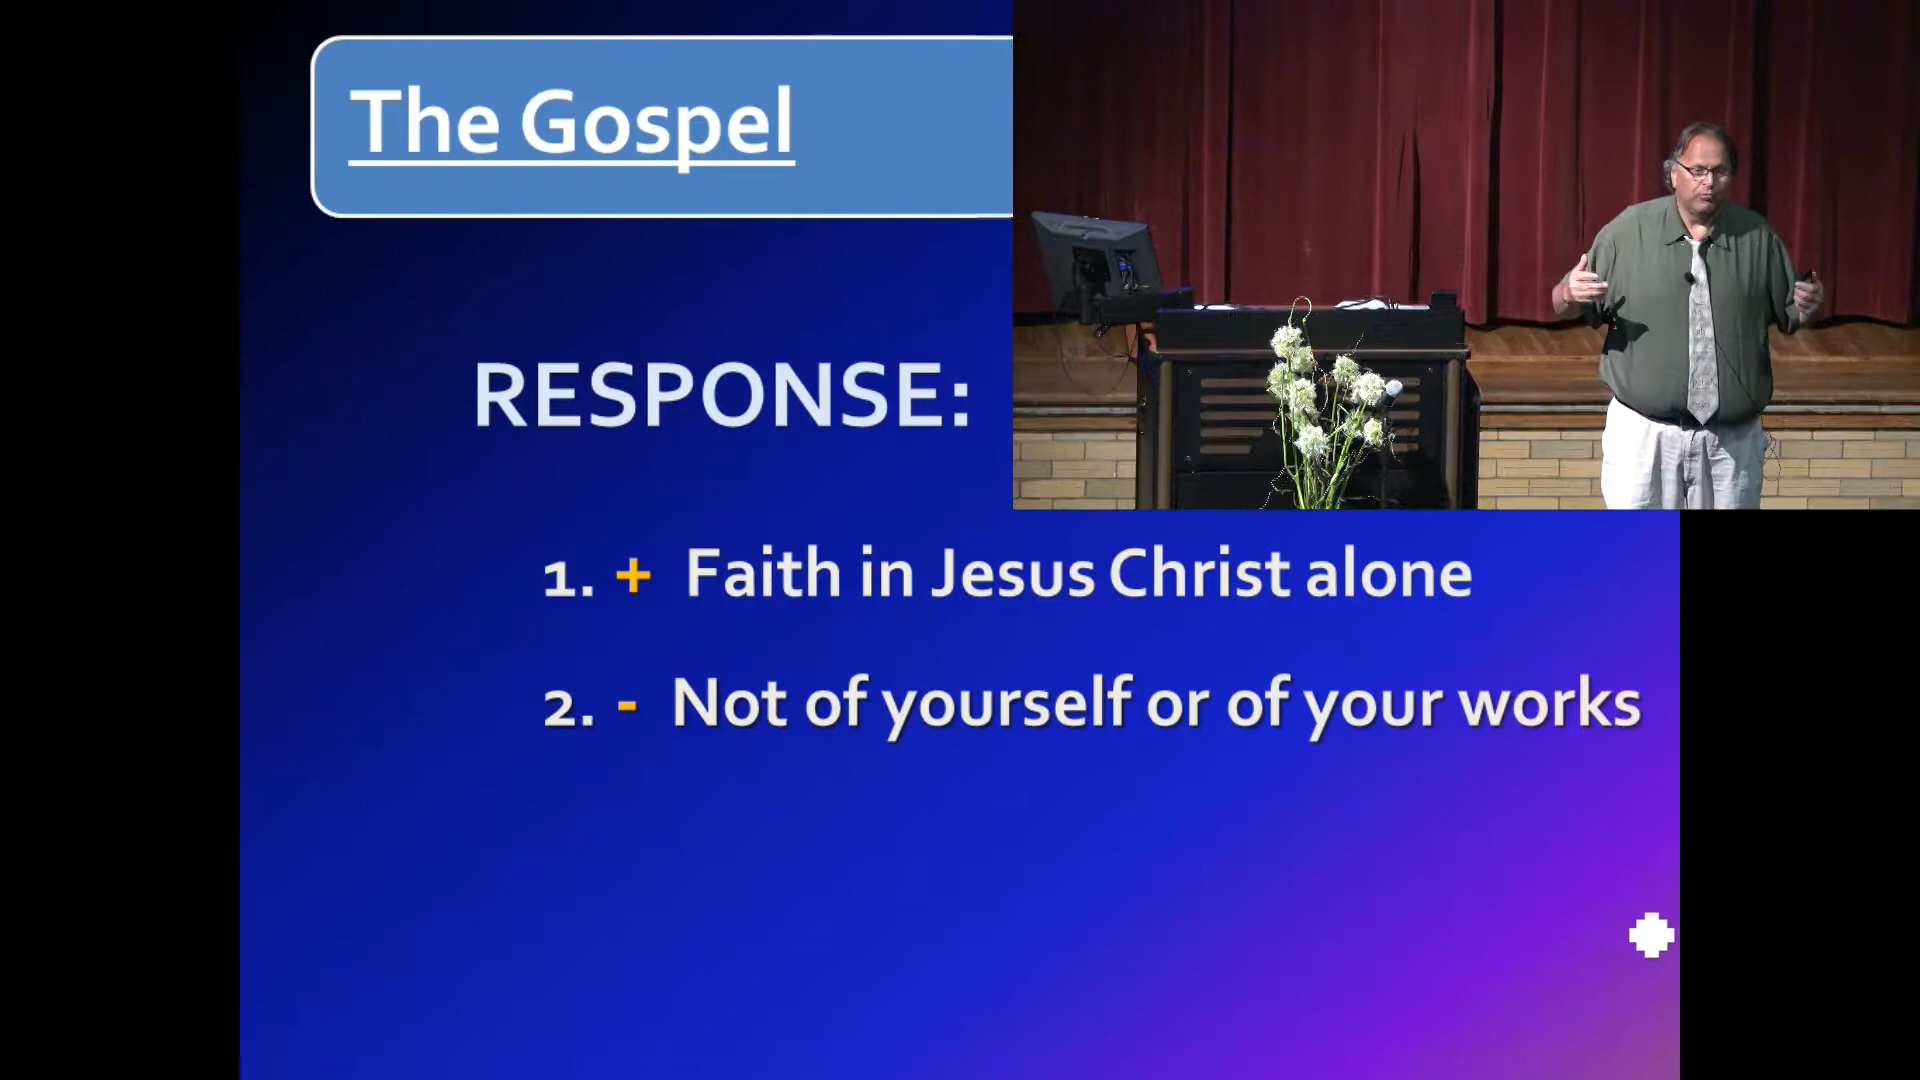 The Gospel
RESPONSE:
1. + Faith in Jesus Christ alone
2. - Not of yourself or of your works